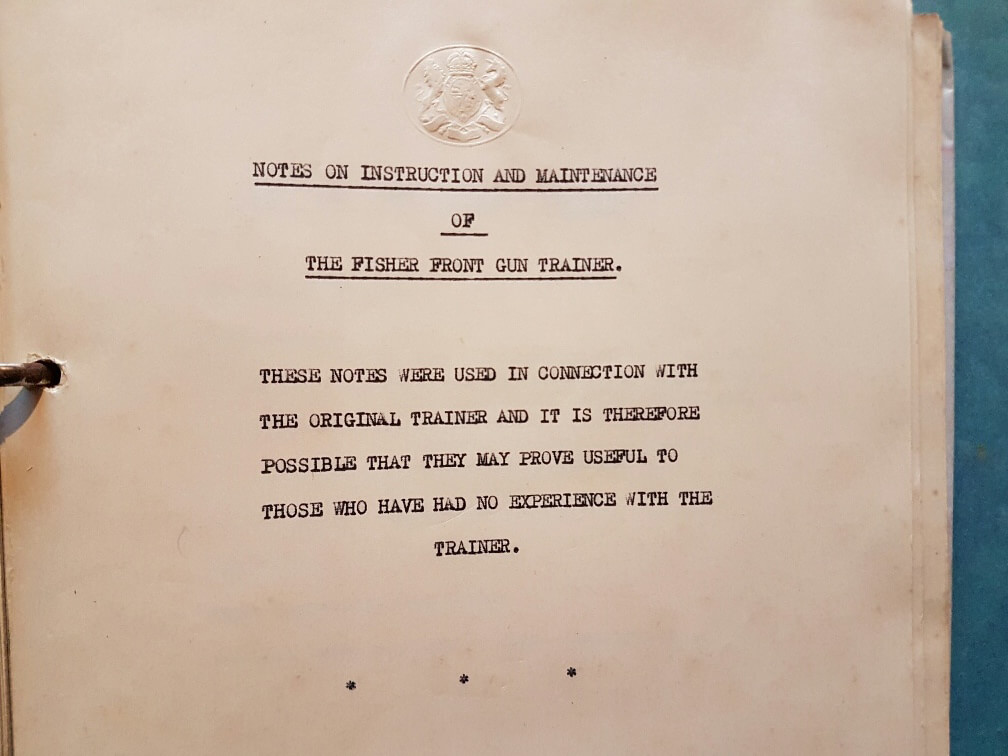 NOTES ON INSTRUCTION AND MAINTENANCE
OF
THE FISHER FRONT GUN TRAINER.
THESE NOTES WERE USED IN CONNECTION WITH
THE ORIGINAL TRAINER AND IT IS THEREFORE
POSSIBLE THAT THEY MAY PROVE USEFUL TO
THOSE WHO HAVE HAD NO EXPERIENCE WITH THE
TRAINER.
* * *